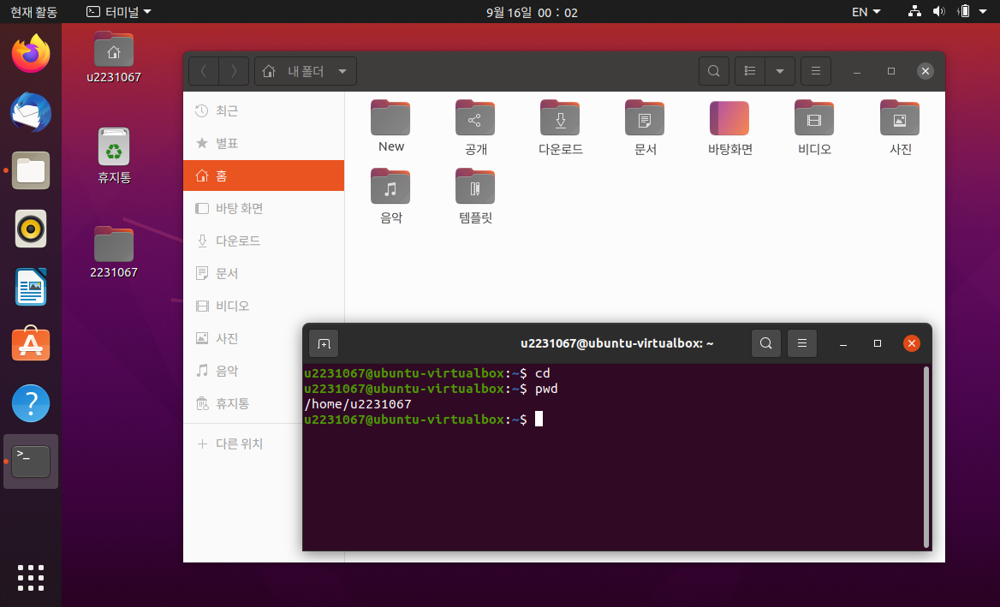 현재 활동
터미널
9월 16일 00 : 02
EN
u2231067
휴지통
2231067
내 폴더
최근
별표
홈
바탕 화면
다운로드
문서
비디오
사진
음악
휴지통
다른 위치
New
공개
다운로드
문서
바탕화면
비디오
사진
음악
템플릿
u2231067@ubuntu-virtualbox: ~
u2231067@ubuntu-virtualbox:~$ cd
u2231067@ubuntu-virtualbox:~$ pwd
/home/u2231067
u2231067@ubuntu-virtualbox:~$